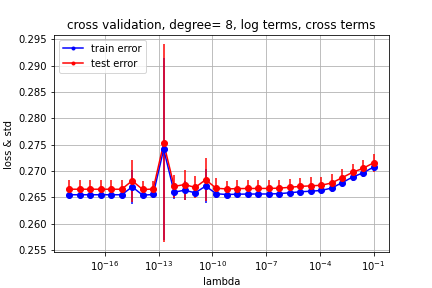 cross validation, degree= 8, log terms, cross terms
train error
test error
loss & std
0.295
0.290
0.285
0.280
0.275
0.270
0.265
0.260
0.255
10⁻¹⁶ 10⁻¹³ 10⁻¹⁰ 10⁻⁷ 10⁻⁴ 10⁻¹
lambda